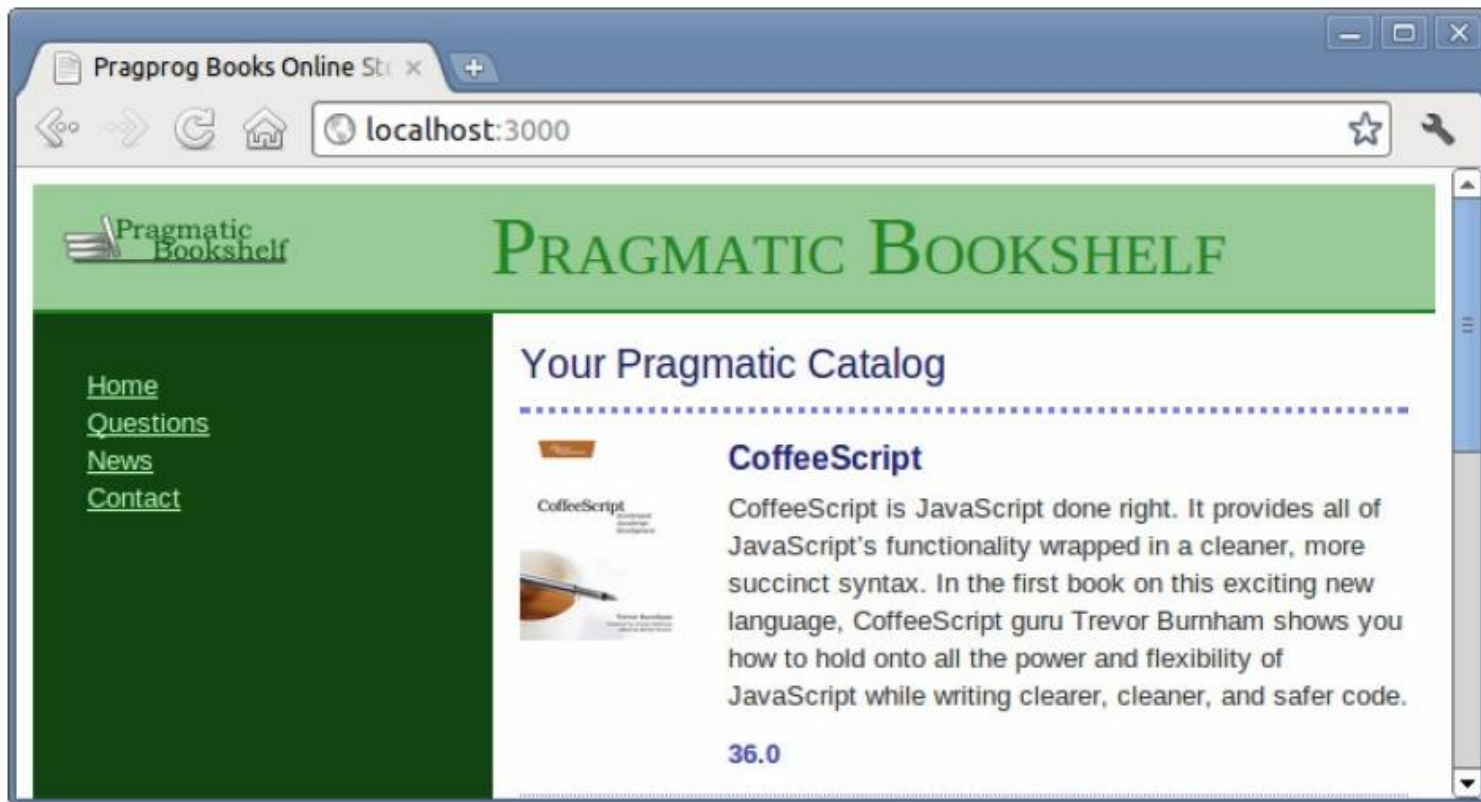 Pragprog Books Online St
localhost:3000
Pragmatic
Bookshelf
PRAGMATIC BOOKSHELF
Home
Questions
News
Contact
Your Pragmatic Catalog
CoffeeScript
CoffeeScript
CoffeeScript is JavaScript done right. It provides all of
JavaScript's functionality wrapped in a cleaner, more
succinct syntax. In the first book on this exciting new
language, CoffeeScript guru Trevor Burnham shows you
how to hold onto all the power and flexibility of
JavaScript while writing clearer, cleaner, and safer code.
Trevor Burnham
36.0